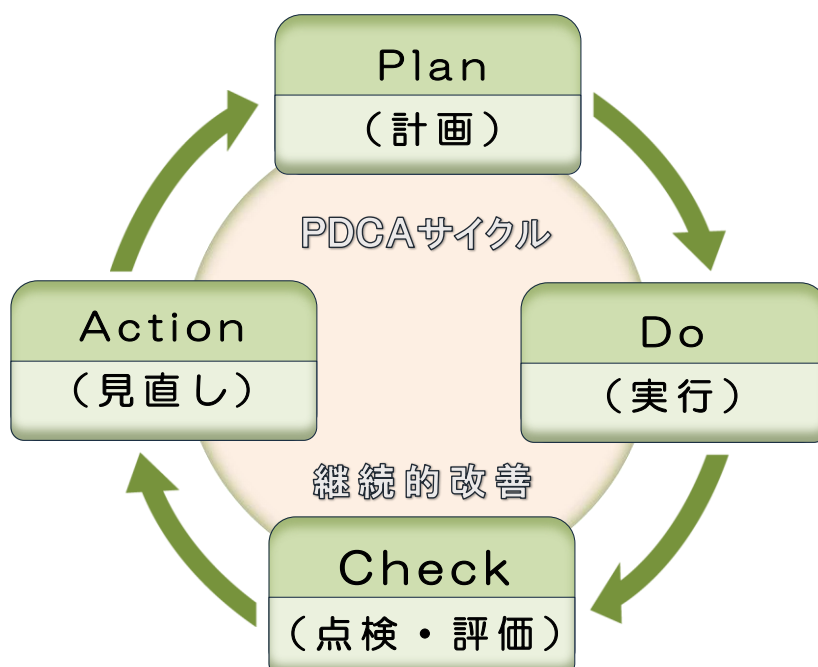 Plan
（計画）
PDCAサイクル
Action
（見直し）
Do
（実行）
継続的改善
Check
（点検・評価）